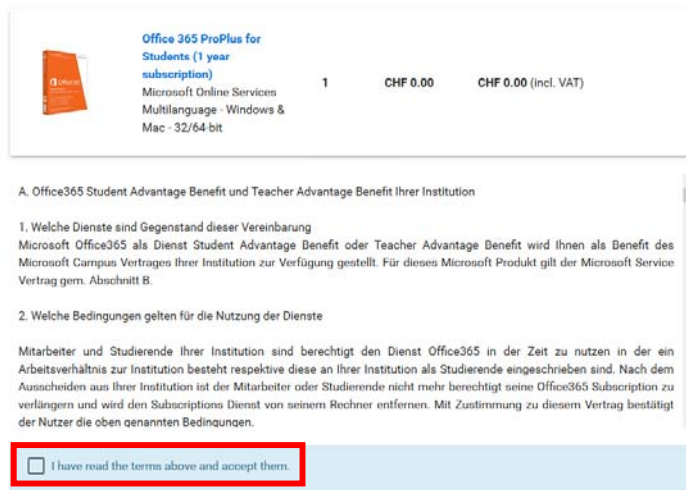 Office 365 ProPlus for
Students (1 year
subscription)
Microsoft Online Services
Multilanguage - Windows &
Mac - 32/64-bit
1
CHF 0.00
CHF 0.00 (incl. VAT)
A. Office365 Student Advantage Benefit und Teacher Advantage Benefit Ihrer Institution
1. Welche Dienste sind Gegenstand dieser Vereinbarung
Microsoft Office365 als Dienst Student Advantage Benefit oder Teacher Advantage Benefit wird Ihnen als Benefit des
Microsoft Campus Vertrages Ihrer Institution zur Verfügung gestellt. Für dieses Microsoft Produkt gilt der Microsoft Service
Vertrag gem. Abschnitt B.
2. Welche Bedingungen gelten für die Nutzung der Dienste
Mitarbeiter und Studierende Ihrer Institution sind berechtigt den Dienst Office365 in der Zeit zu nutzen in der ein
Arbeitsverhältnis zur Institution besteht respektive diese an Ihrer Institution als Studierende eingeschrieben sind. Nach dem
Ausscheiden aus Ihrer Institution ist der Mitarbeiter oder Studierende nicht mehr berechtigt seine Office365 Subscription zu
verlängern und wird den Subscriptions Dienst von seinem Rechner entfernen. Mit Zustimmung zu diesem Vertrag bestätigt
der Nutzer die oben genannten Bedingungen.
I have read the terms above and accept them.